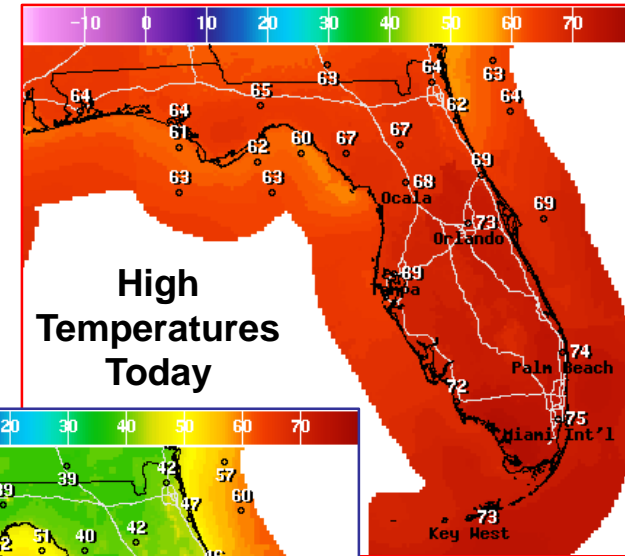 -10 0 10 20 30 40 50 60 70
63 64 63
64 65 64
64 62
61 62 60 67 67
63 63 69
68
Ocala
69
73
Orlando
69
Tampa
High
Temperatures
Today
74
Palm Beach
72
75
Miami Int'l
73
Key West
20 30 40 50 60 70
39 42 57
47 60
51 40 42